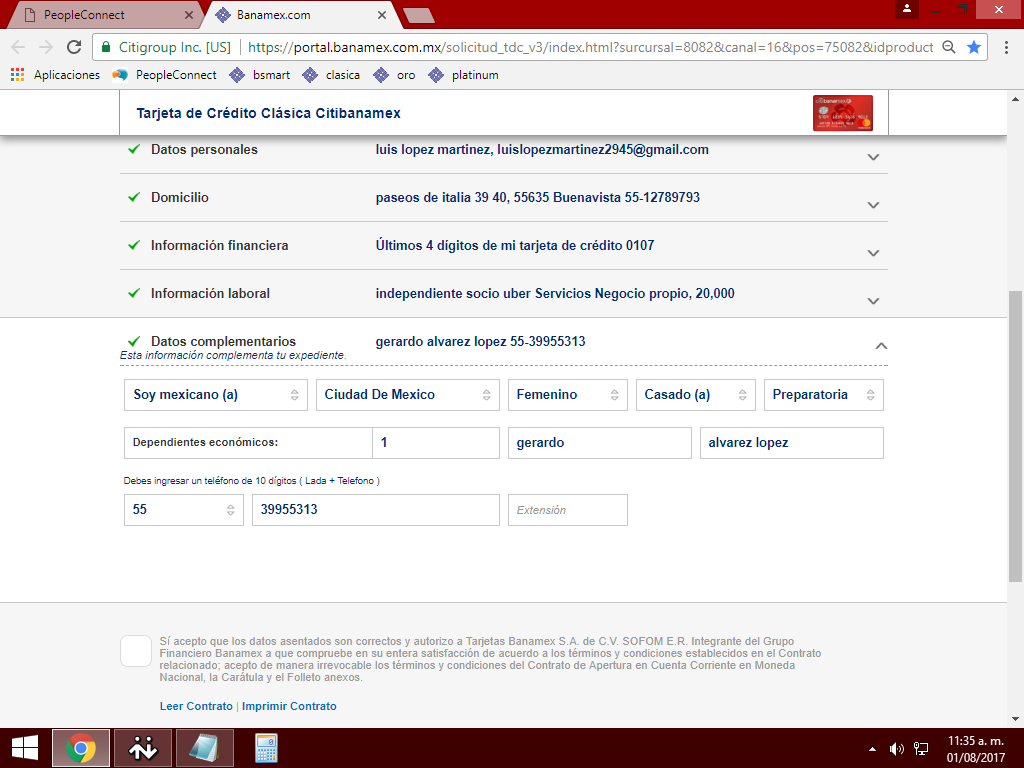 PeopleConnect
Banamex.com
Citigroup Inc. [US]
https://portal.banamex.com.mx/solicitud_tdc_v3/index.html?surcursal=8082&canal=16&pos=75082&idproduct
Aplicaciones PeopleConnect bsmart clasica oro platinum
Tarjeta de Crédito Clásica Citibanamex
Datos personales luis lopez martinez, luislopezmartinez2945@gmail.com
Domicilio paseos de italia 39 40, 55635 Buenavista 55-12789793
Información financiera Últimos 4 dígitos de mi tarjeta de crédito 0107
Información laboral independiente socio uber Servicios Negocio propio, 20,000
Datos complementarios gerardo alvarez lopez 55-39955313
Esta información complementa tu expediente.
Soy mexicano (a) Ciudad De Mexico Femenino Casado (a) Preparatoria
Dependientes económicos: 1 gerardo alvarez lopez
Debes ingresar un teléfono de 10 dígitos ( Lada + Telefono )
55 39955313 Extensión
Sí acepto que los datos asentados son correctos y autorizo a Tarjetas Banamex S.A. de C.V. SOFOM E.R. Integrante del Grupo
Financiero Banamex a que compruebe en su entera satisfacción de acuerdo a los términos y condiciones establecidos en el Contrato
relacionado; acepto de manera irrevocable los términos y condiciones del Contrato de Apertura en Cuenta Corriente en Moneda
Nacional, la Carátula y el Folleto anexos.
Leer Contrato | Imprimir Contrato
11:35 a. m.
01/08/2017